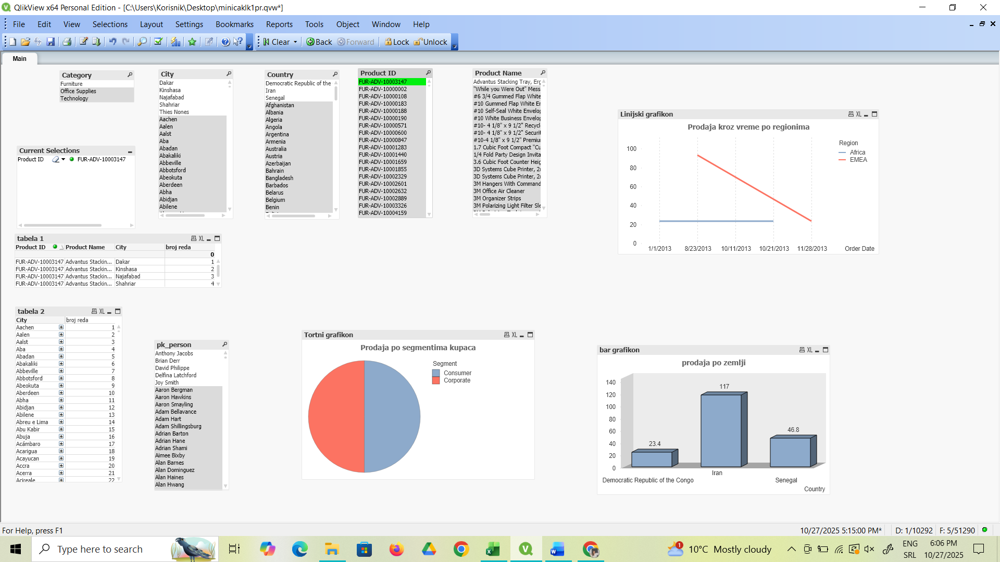 QlikView x64 Personal Edition - [C:\Users\Korisnik\Desktop\minicaklk1pr.qvw*]
File Edit View Selections Layout Settings Bookmarks Reports Tools Object Window Help
Clear Back Forward Lock Unlock
Main
Category
Furniture
Office Supplies
Technology
City
Dakar
Kinshasa
Najafabad
Shahriar
Thies Nones
Aachen
Aalen
Aalst
Aba
Abadan
Abakaliki
Abbeville
Abbotsford
Abeokuta
Aberdeen
Abha
Abidjan
Abilene
Country
Democratic Republic of the
Iran
Senegal
Afghanistan
Albania
Algeria
Angola
Argentina
Armenia
Australia
Austria
Azerbaijan
Bahrain
Bangladesh
Barbados
Belarus
Belgium
Benin
Product ID
FUR-ADV-10003147
FUR-ADV-10000002
FUR-ADV-10000108
FUR-ADV-10000183
FUR-ADV-10000188
FUR-ADV-10000190
FUR-ADV-10000571
FUR-ADV-10000600
FUR-ADV-10000847
FUR-ADV-10001283
FUR-ADV-10001440
FUR-ADV-10001659
FUR-ADV-10001855
FUR-ADV-10002329
FUR-ADV-10002601
FUR-ADV-10002632
FUR-ADV-10002889
FUR-ADV-10003326
FUR-ADV-10004159
Product Name
Advantus Stacking Tray, Erg
"While you Were Out" Mess
#6 3/4 Gummed Flap White
#10 Gummed Flap White Er
#10 Self-Seal White Envelop
#10 White Business Envelop
#10- 4 1/8" x 9 1/2" Recycl
#10- 4 1/8" x 9 1/2" Securit
#10-4 1/8" x 9 1/2" Premiu
1.7 Cubic Foot Compact "Cu
1/4 Fold Party Design Invita
3.6 Cubic Foot Counter Heig
3D Systems Cube Printer, 2n
3D Systems Cube Printer, 2n
3M Hangers With Command
3M Office Air Cleaner
3M Organizer Strips
3M Polarizing Light Filter Sle
Current Selections
Product ID FUR-ADV-10003147
Linijski grafikon XL
Prodaja kroz vreme po regionima
Region
Africa
EMEA
100
80
60
40
20
0
1/1/2013 8/23/2013 10/11/2013 10/21/2013 11/28/2013 Order Date
tabela 1 XL
Product ID Product Name City broj reda
0
FUR-ADV-10003147 Advantus Stackin... Dakar 1
FUR-ADV-10003147 Advantus Stackin... Kinshasa 2
FUR-ADV-10003147 Advantus Stackin... Najafabad 3
FUR-ADV-10003147 Advantus Stackin... Shahriar 4
tabela 2 XL
City broj reda
Aachen 1
Aalen 2
Aalst 3
Aba 4
Abadan 5
Abakaliki 6
Abbeville 7
Abbotsford 8
Abeokuta 9
Aberdeen 10
Abha 11
Abidjan 12
Abilene 13
Abreu e Lima 14
Abu Kabir 15
Abuja 16
Acámbaro 17
Acarigua 18
Acayucan 19
Accra 20
Acerra 21
Acireale 22
pk_person
Anthony Jacobs
Brian Derr
David Philippe
Delfina Latchford
Joy Smith
Aaron Bergman
Aaron Hawkins
Aaron Smayling
Adam Bellavance
Adam Hart
Adam Shillingsburg
Adrian Barton
Adrian Hane
Adrian Shami
Aimee Bixby
Alan Barnes
Alan Dominguez
Alan Haines
Alan Hwang
Tortni grafikon XL
Prodaja po segmentima kupaca
Segment
Consumer
Corporate
bar grafikon XL
prodaja po zemlji
140
120
100
80
60
40
20
0
23.4
117
46.8
Democratic Republic of the Congo
Iran
Senegal
Country
For Help, press F1 10/27/2025 5:15:00 PM* D: 1/10292 F: 5/51290
Type here to search
1
10°C Mostly cloudy
ENG
SRL
6:06 PM
10/27/2025